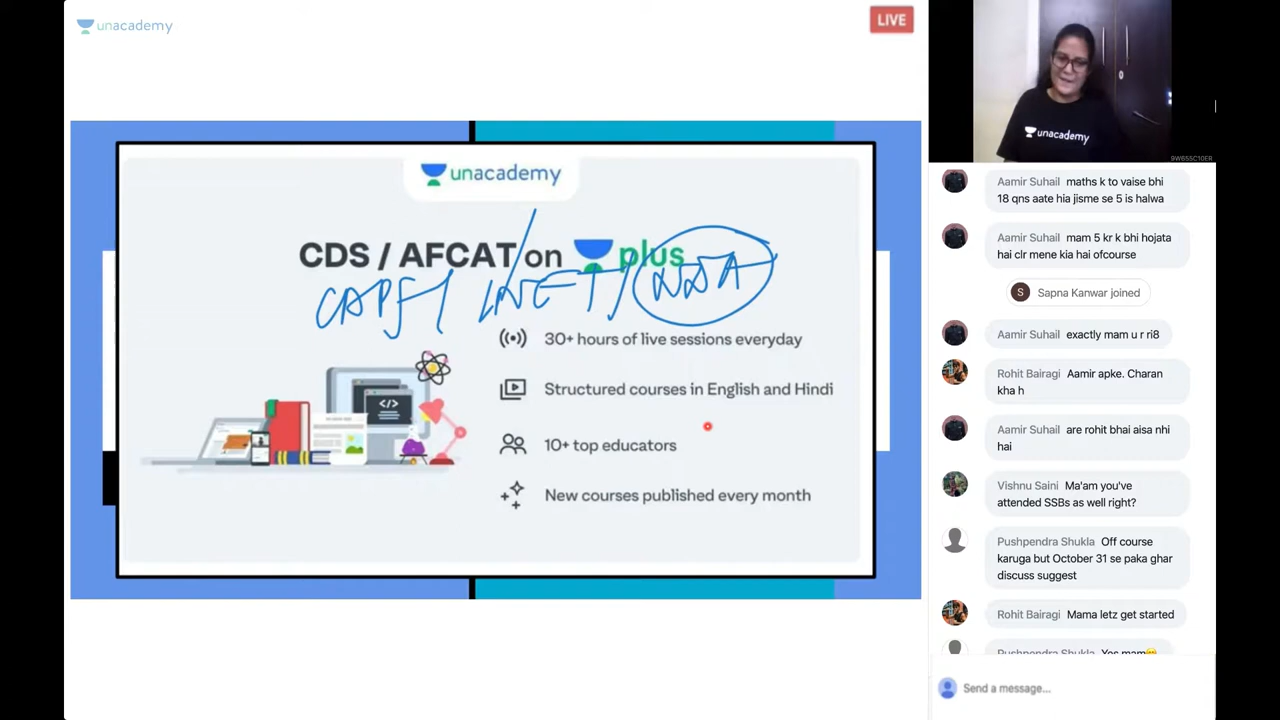 unacademy
LIVE
unacademy
CDS / AFCAT on plus
CAPF / INET / NDA
30+ hours of live sessions everyday
Structured courses in English and Hindi
10+ top educators
New courses published every month
unacademy
9W655C10ER
Aamir Suhail maths k to vaise bhi
18 qns aate hia jisme se 5 is halwa
Aamir Suhail mam 5 kr k bhi hojata
hai clr mene kia hai ofcourse
S Sapna Kanwar joined
Aamir Suhail exactly mam u r ri8
Rohit Bairagi Aamir apke. Charan
kha h
Aamir Suhail are rohit bhai aisa nhi
hai
Vishnu Saini Ma'am you've
attended SSBs as well right?
Pushpendra Shukla Off course
karuga but October 31 se paka ghar
discuss suggest
Rohit Bairagi Mama letz get started
Pushpendra Shukla Yes mam😊
Send a message...